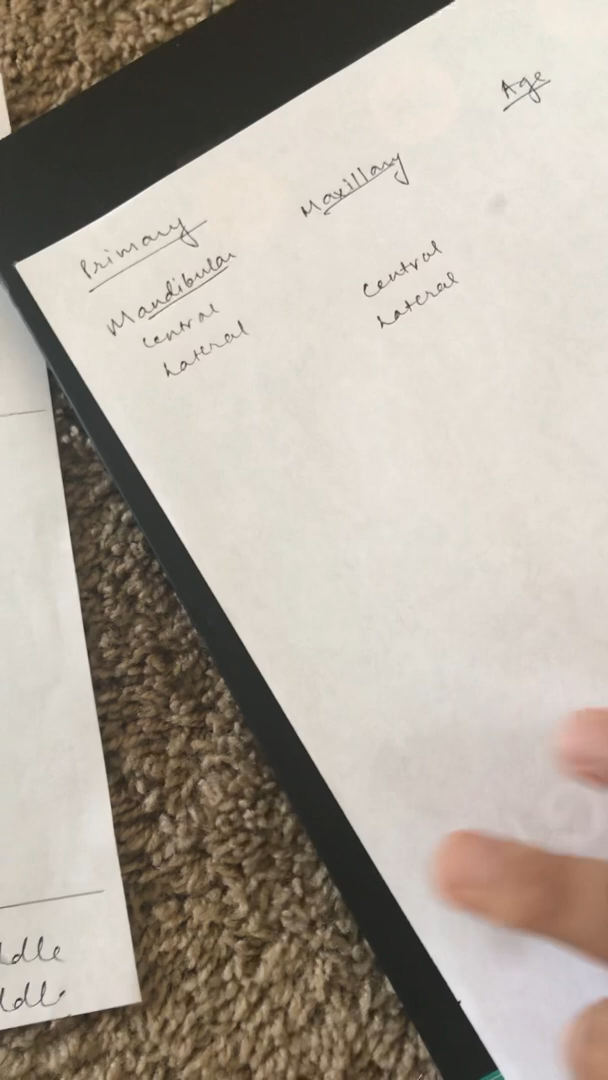 Age
Primary
Maxillary
Mandibular
central
central
Lateral
Lateral